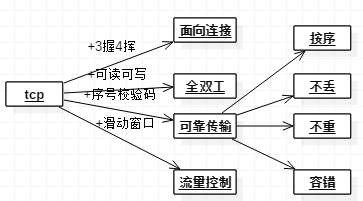 +3握4挥
面向连接
按序
+可读可写
tcp
全双工
不丢
+序号校验码
可靠传输
不重
+滑动窗口
流量控制
容错